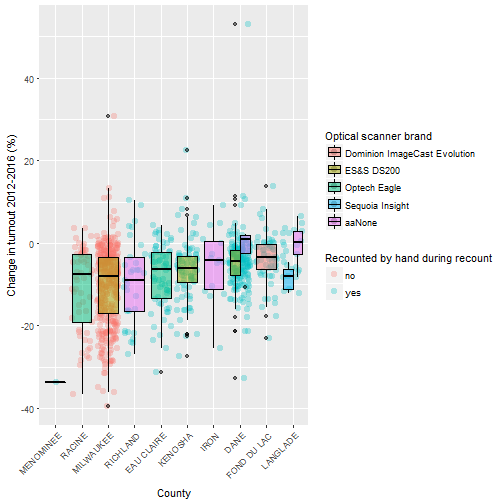 Change in turnout 2012-2016 (%)
40
20
0
-20
-40
MENOMINEE
RACINE
MILWAUKEE
RICHLAND
EAU CLAIRE
KENOSHA
IRON
DANE
FOND DU LAC
LANGLADE
County
Optical scanner brand
Dominion ImageCast Evolution
ES&S DS200
Optech Eagle
Sequoia Insight
aaNone
Recounted by hand during recount
no
yes